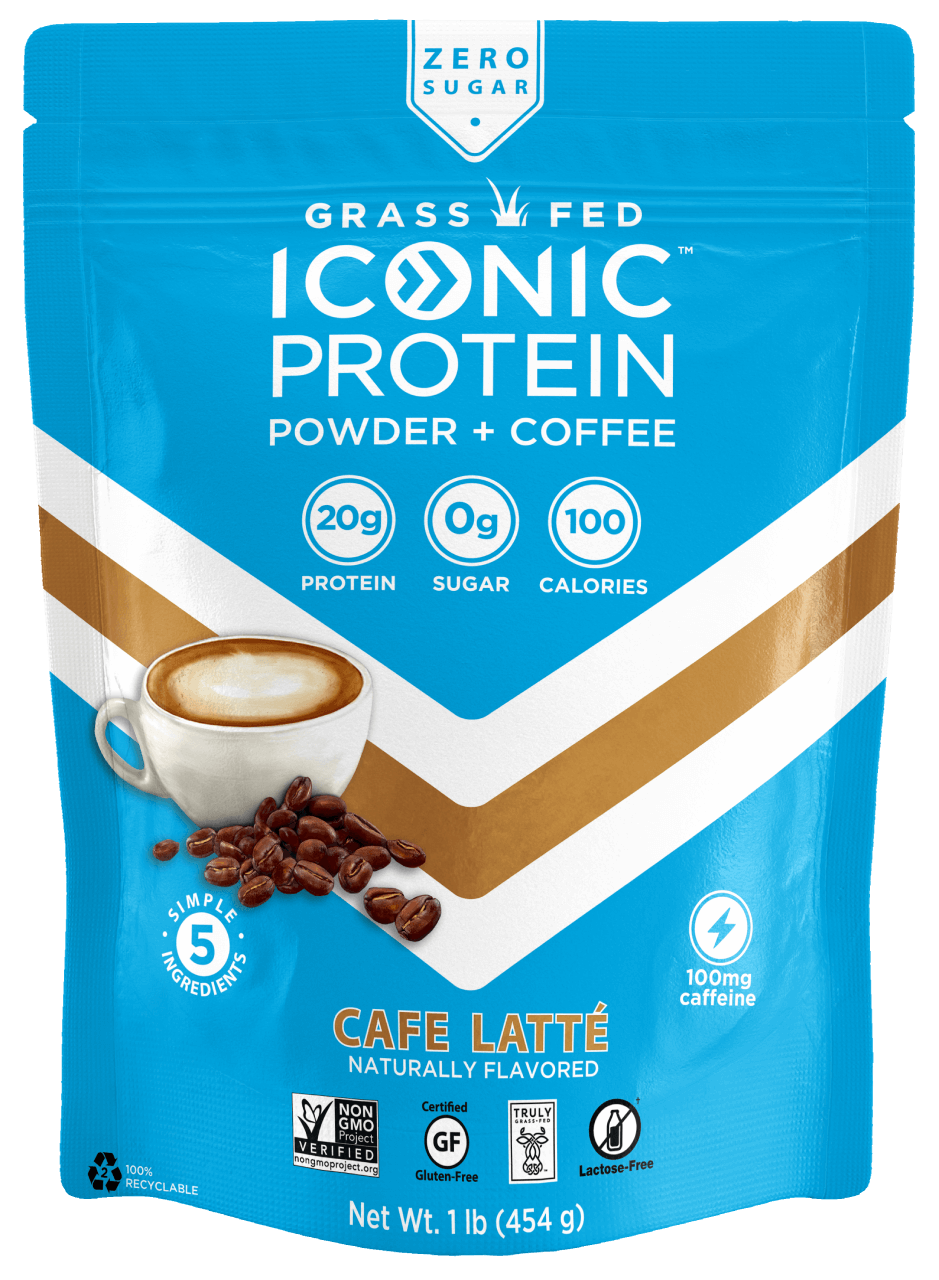 ZERO
SUGAR
GRASS FED
ICONIC™
PROTEIN
POWDER + COFFEE
20g
PROTEIN
0g
SUGAR
100
CALORIES
SIMPLE
5
INGREDIENTS
100mg
caffeine
CAFE LATTÉ
NATURALLY FLAVORED
NON
GMO
Project
VERIFIED
nongmoproject.org
Certified
GF
Gluten-Free
TRULY
GRASS-FED
†
Lactose-Free
2
100%
RECYCLABLE
Net Wt. 1 lb (454 g)